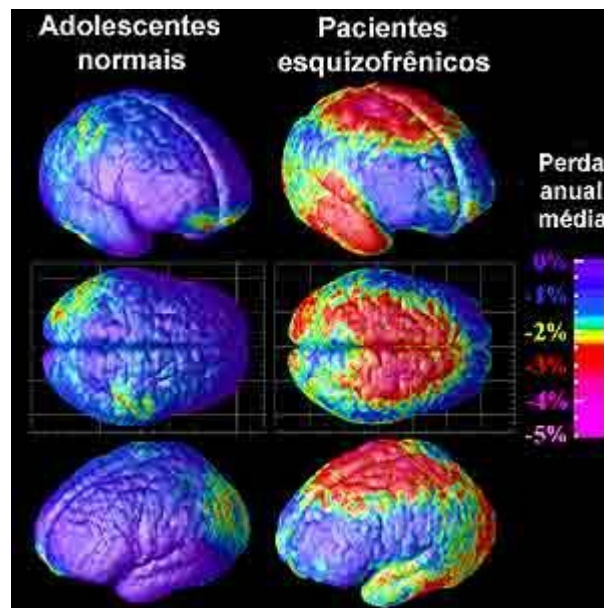 Adolescentes
normais
Pacientes
esquizofrênicos
Perda
anual
média
0%
-1%
-2%
-3%
-4%
-5%